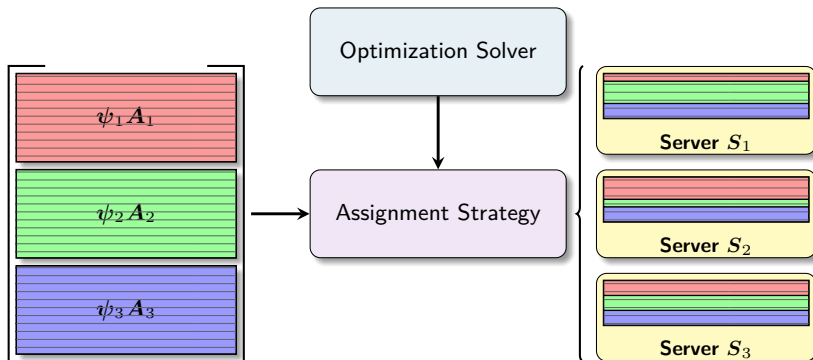 Optimization Solver
ψ₁A₁
Server S₁
ψ₂A₂
Assignment Strategy
Server S₂
ψ₃A₃
Server S₃